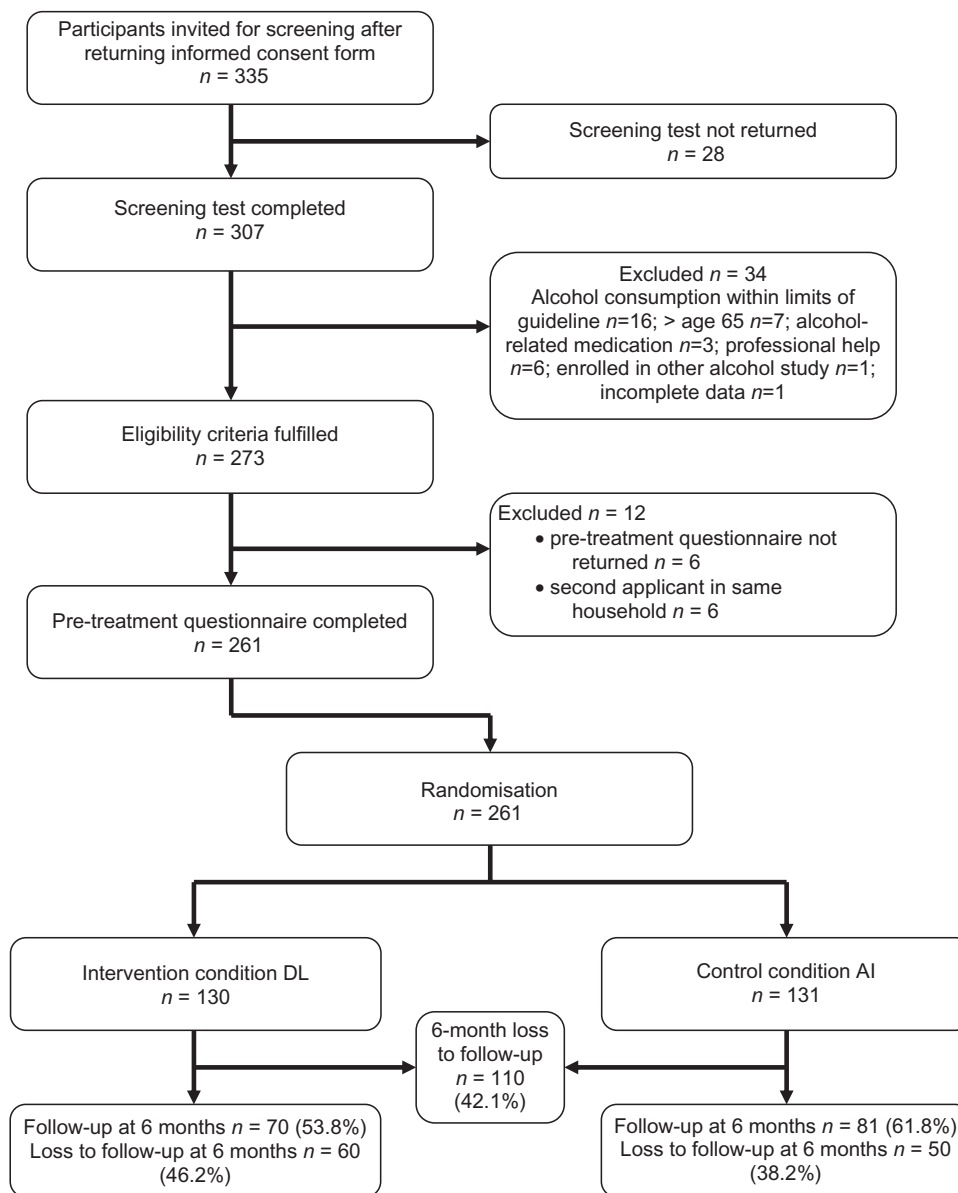 Participants invited for screening after
returning informed consent form
n = 335
Screening test not returned
n = 28
Screening test completed
n = 307
Excluded n = 34
Alcohol consumption within limits of
guideline n=16; > age 65 n=7; alcohol-
related medication n=3; professional help
n=6; enrolled in other alcohol study n=1;
incomplete data n=1
Eligibility criteria fulfilled
n = 273
Excluded n = 12
• pre-treatment questionnaire not
returned n = 6
• second applicant in same
household n = 6
Pre-treatment questionnaire completed
n = 261
Randomisation
n = 261
Intervention condition DL
n = 130
Control condition AI
n = 131
6-month loss
to follow-up
n = 110
(42.1%)
Follow-up at 6 months n = 70 (53.8%)
Loss to follow-up at 6 months n = 60
(46.2%)
Follow-up at 6 months n = 81 (61.8%)
Loss to follow-up at 6 months n = 50
(38.2%)